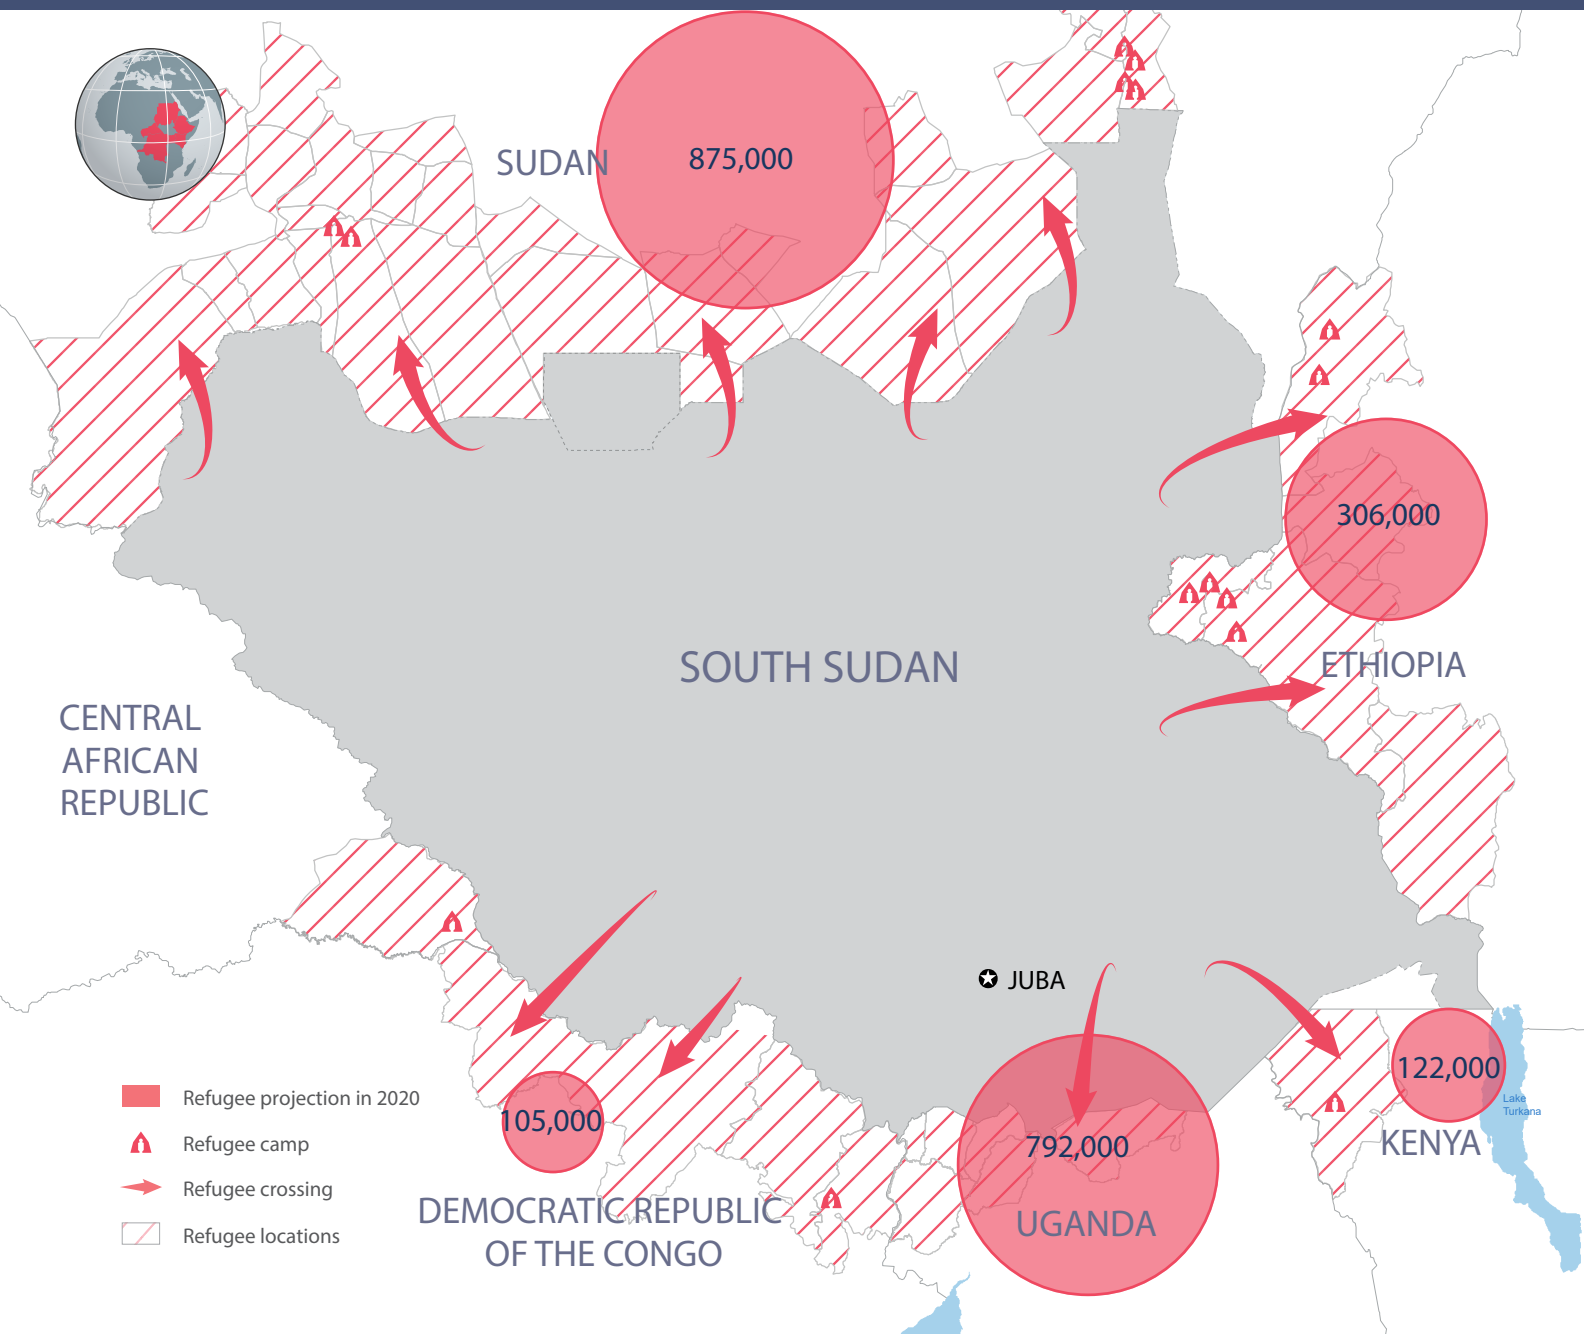 SUDAN
875,000
306,000
SOUTH SUDAN
ETHIOPIA
CENTRAL
AFRICAN
REPUBLIC
JUBA
122,000
Lake
Turkana
105,000
792,000
KENYA
Refugee projection in 2020
Refugee camp
Refugee crossing
Refugee locations
DEMOCRATIC REPUBLIC
OF THE CONGO
UGANDA